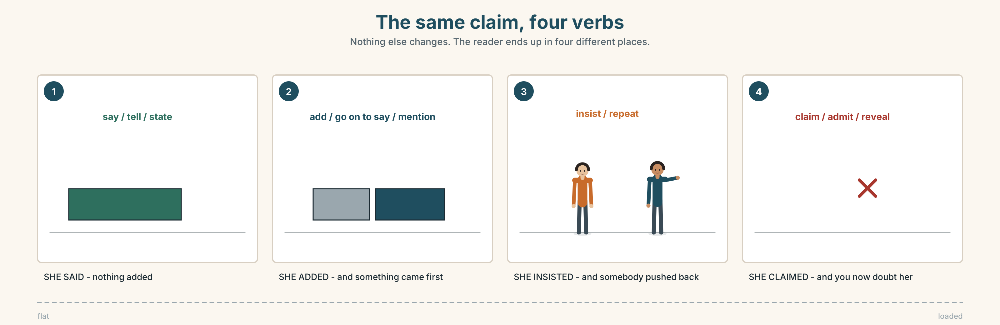 The same claim, four verbs
Nothing else changes. The reader ends up in four different places.
1
say / tell / state
SHE SAID - nothing added
2
add / go on to say / mention
SHE ADDED - and something came first
3
insist / repeat
SHE INSISTED - and somebody pushed back
4
claim / admit / reveal
SHE CLAIMED - and you now doubt her
flat
loaded